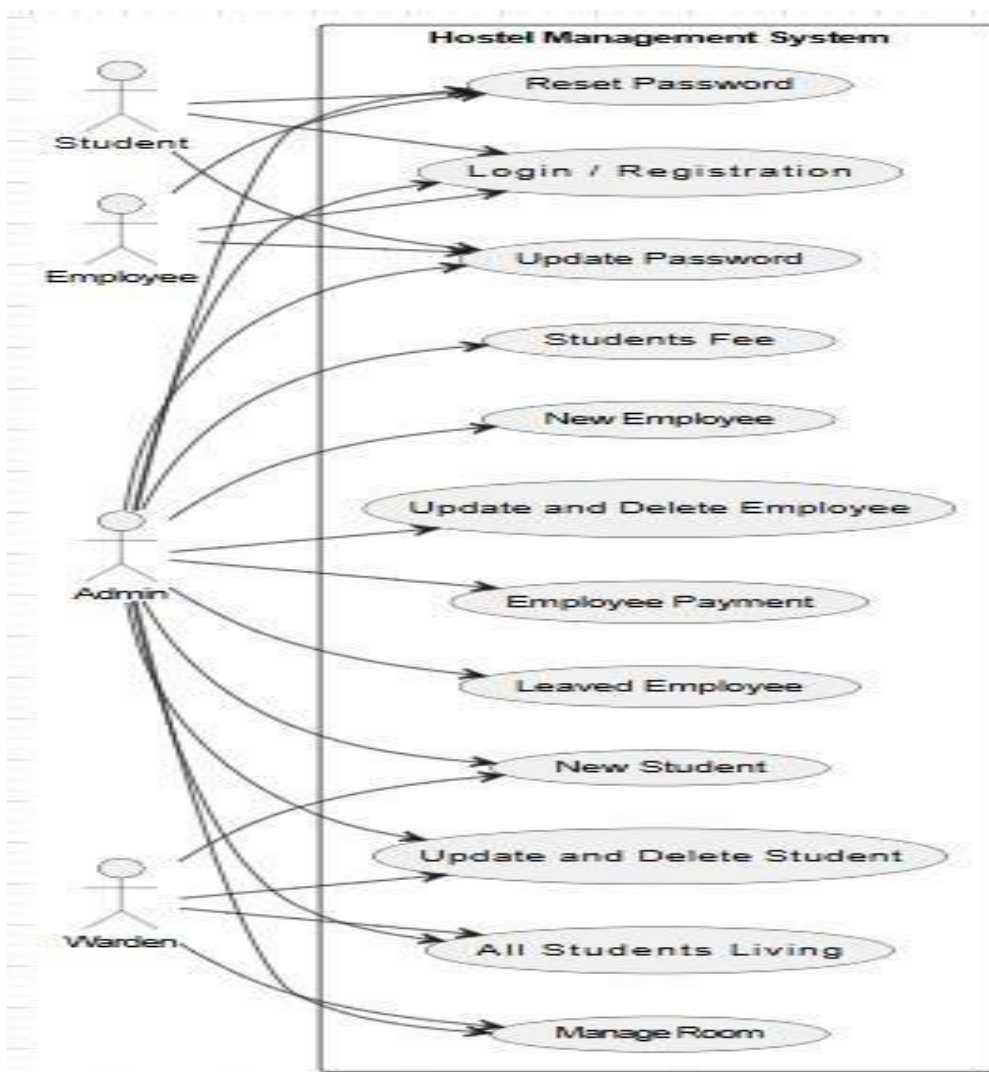 Hostel Management System
Reset Password
Student
Login / Registration
Employee
Update Password
Students Fee
New Employee
Update and Delete Employee
Admin
Employee Payment
Leaved Employee
New Student
Update and Delete Student
Warden
All Students Living
Manage Room